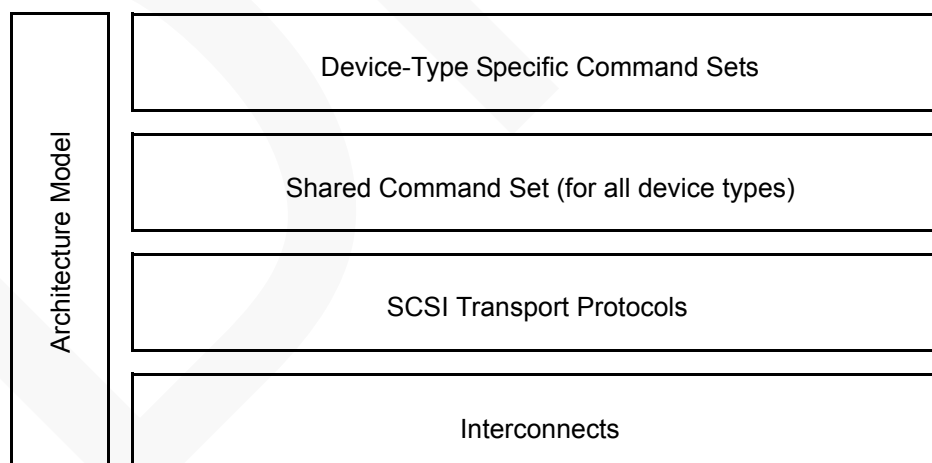 Architecture Model
Device-Type Specific Command Sets
Shared Command Set (for all device types)
SCSI Transport Protocols
Interconnects